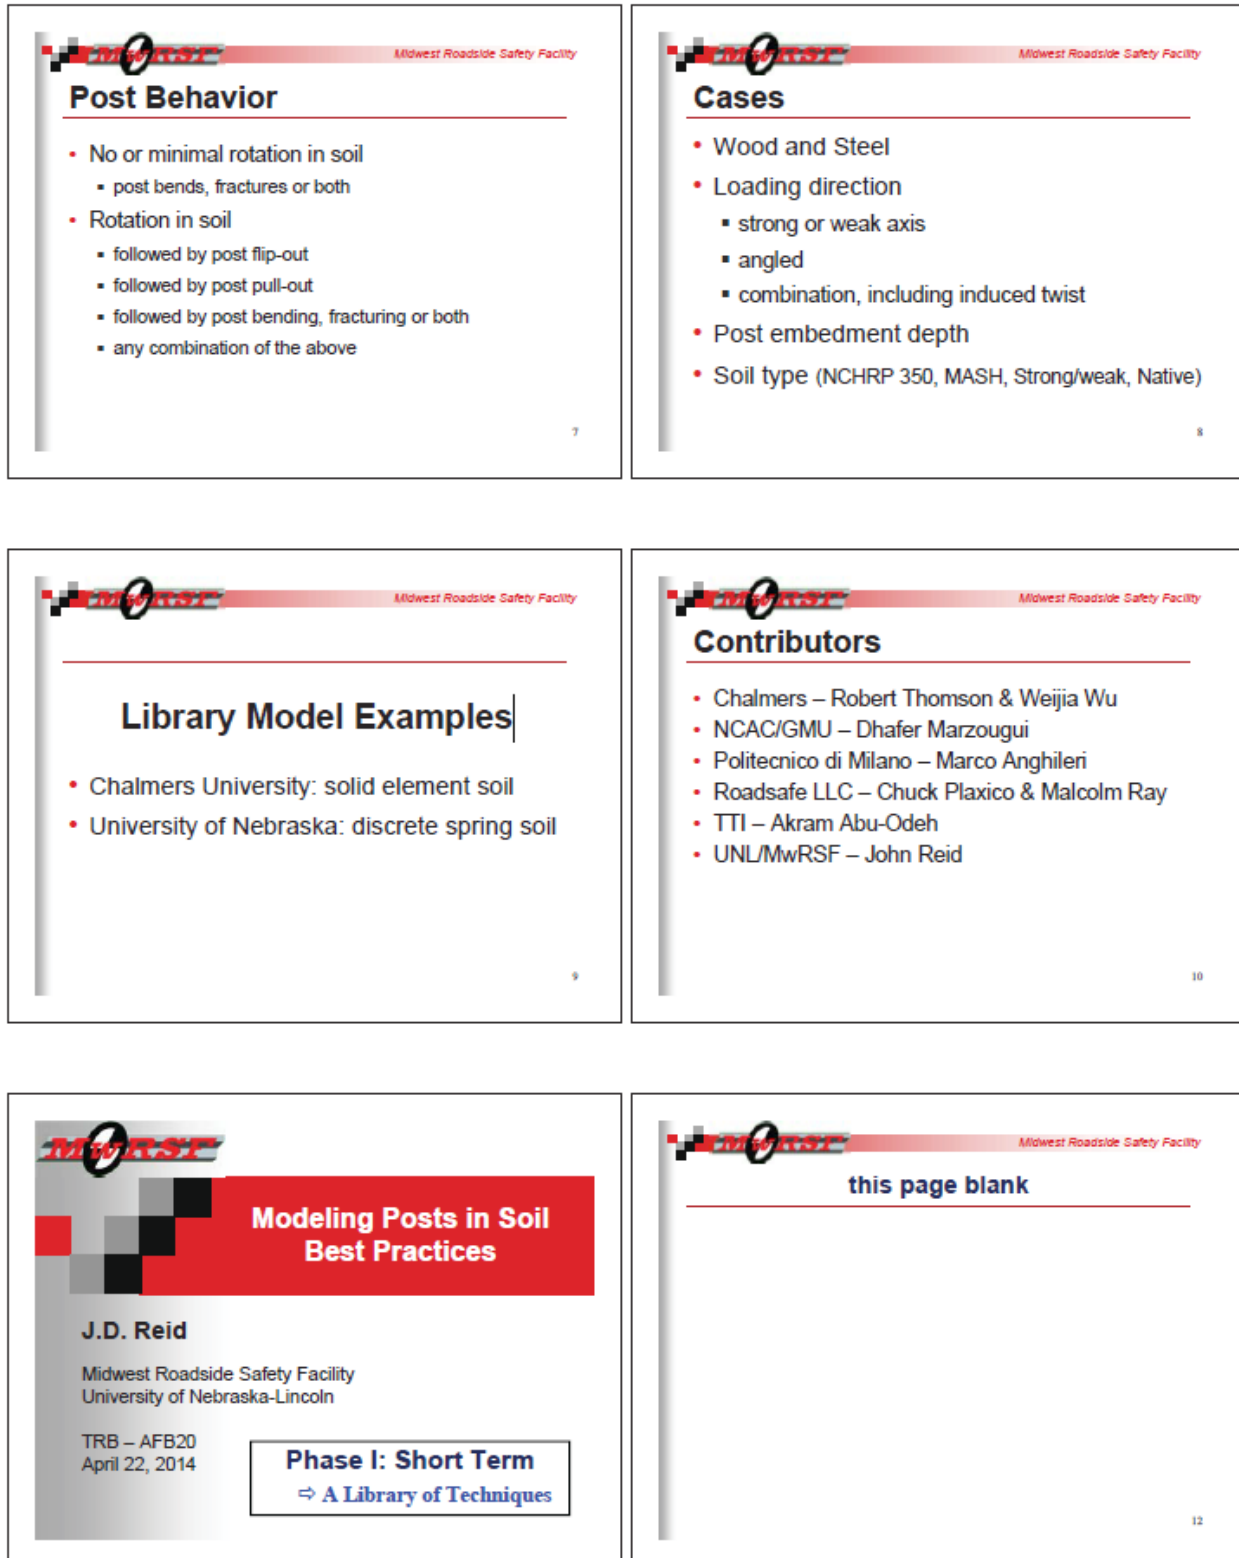 MwRSF
Midwest Roadside Safety Facility
Post Behavior
• No or minimal rotation in soil
▪ post bends, fractures or both
• Rotation in soil
▪ followed by post flip-out
▪ followed by post pull-out
▪ followed by post bending, fracturing or both
▪ any combination of the above
7
MwRSF
Midwest Roadside Safety Facility
Cases
• Wood and Steel
• Loading direction
▪ strong or weak axis
▪ angled
▪ combination, including induced twist
• Post embedment depth
• Soil type (NCHRP 350, MASH, Strong/weak, Native)
8
MwRSF
Midwest Roadside Safety Facility
Library Model Examples
• Chalmers University: solid element soil
• University of Nebraska: discrete spring soil
9
MwRSF
Midwest Roadside Safety Facility
Contributors
• Chalmers – Robert Thomson & Weijia Wu
• NCAC/GMU – Dhafer Marzougui
• Politecnico di Milano – Marco Anghileri
• Roadsafe LLC – Chuck Plaxico & Malcolm Ray
• TTI – Akram Abu-Odeh
• UNL/MwRSF – John Reid
10
MwRSF
Modeling Posts in Soil
Best Practices
J.D. Reid
Midwest Roadside Safety Facility
University of Nebraska-Lincoln
TRB – AFB20
April 22, 2014
Phase I: Short Term
⇨ A Library of Techniques
MwRSF
Midwest Roadside Safety Facility
this page blank
12